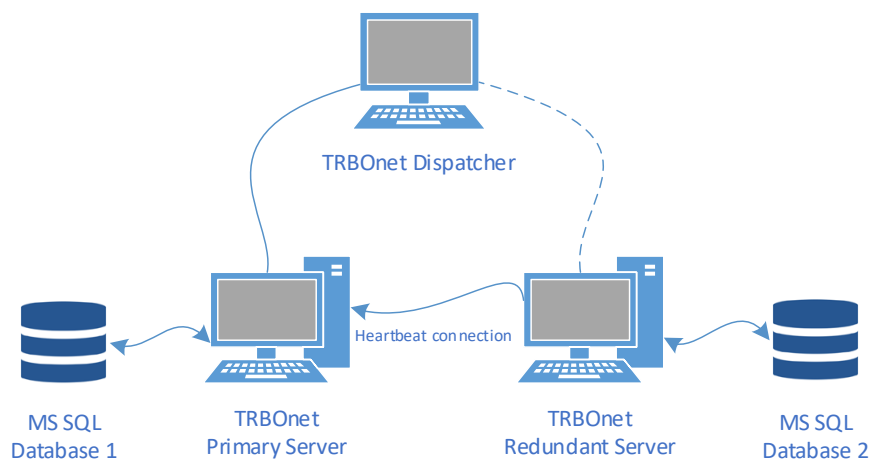 TRBOnet Dispatcher
Heartbeat connection
MS SQL
Database 1
TRBOnet
Primary Server
TRBOnet
Redundant Server
MS SQL
Database 2